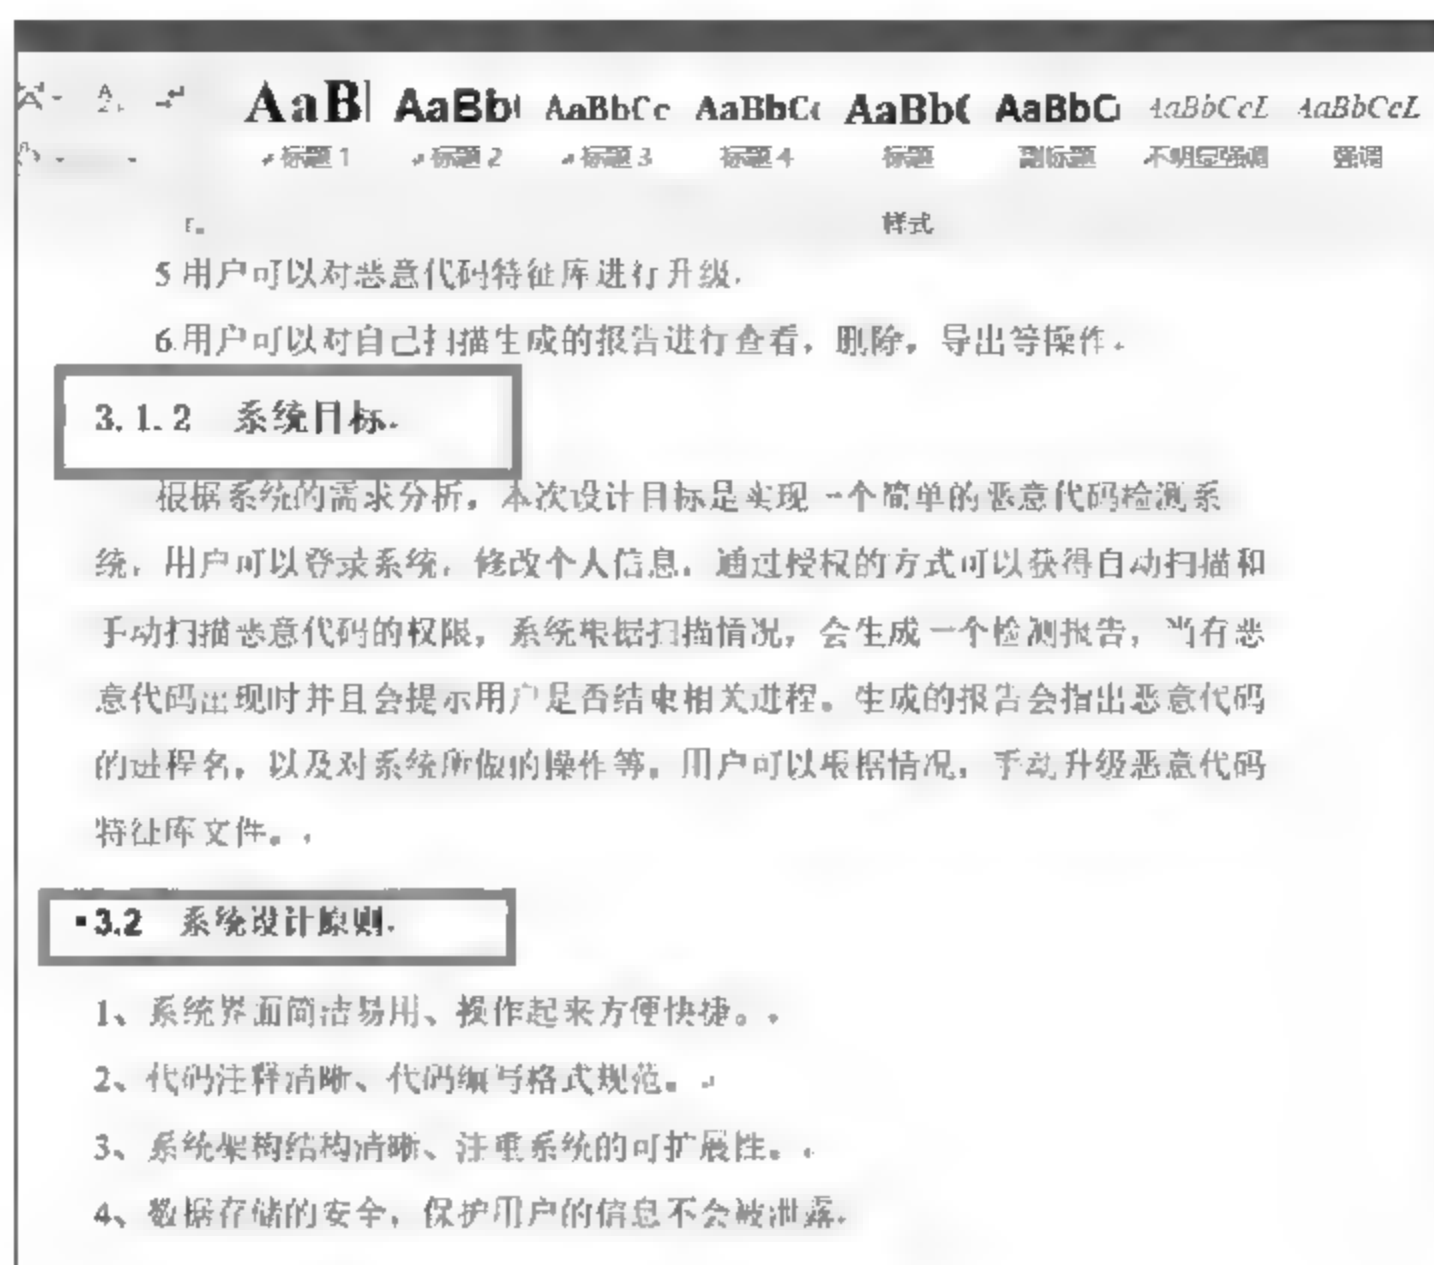 AaB AaBb AaBbCc AaBbC AaBb AaBbC AaBbCcL AaBbCcL
标题 1 标题 2 标题 3 标题 4 标题 副标题 不明显强调 强调
样式
5 用户可以对恶意代码特征库进行升级.
6.用户可以对自己扫描生成的报告进行查看，删除，导出等操作.
3.1.2 系统目标
根据系统的需求分析，本次设计目标是实现一个简单的恶意代码检测系
统，用户可以登录系统，修改个人信息，通过授权的方式可以获得自动扫描和
手动扫描恶意代码的权限，系统根据扫描情况，会生成一个检测报告，当有恶
意代码出现时并且会提示用户是否结束相关进程。生成的报告会指出恶意代码
的进程名，以及对系统所做的操作等。用户可以根据情况，手动升级恶意代码
特征库文件。
3.2 系统设计原则
1、系统界面简洁易用、操作起来方便快捷。
2、代码注释清晰、代码编写格式规范。
3、系统架构结构清晰、注重系统的可扩展性。
4、数据存储的安全，保护用户的信息不会被泄露.